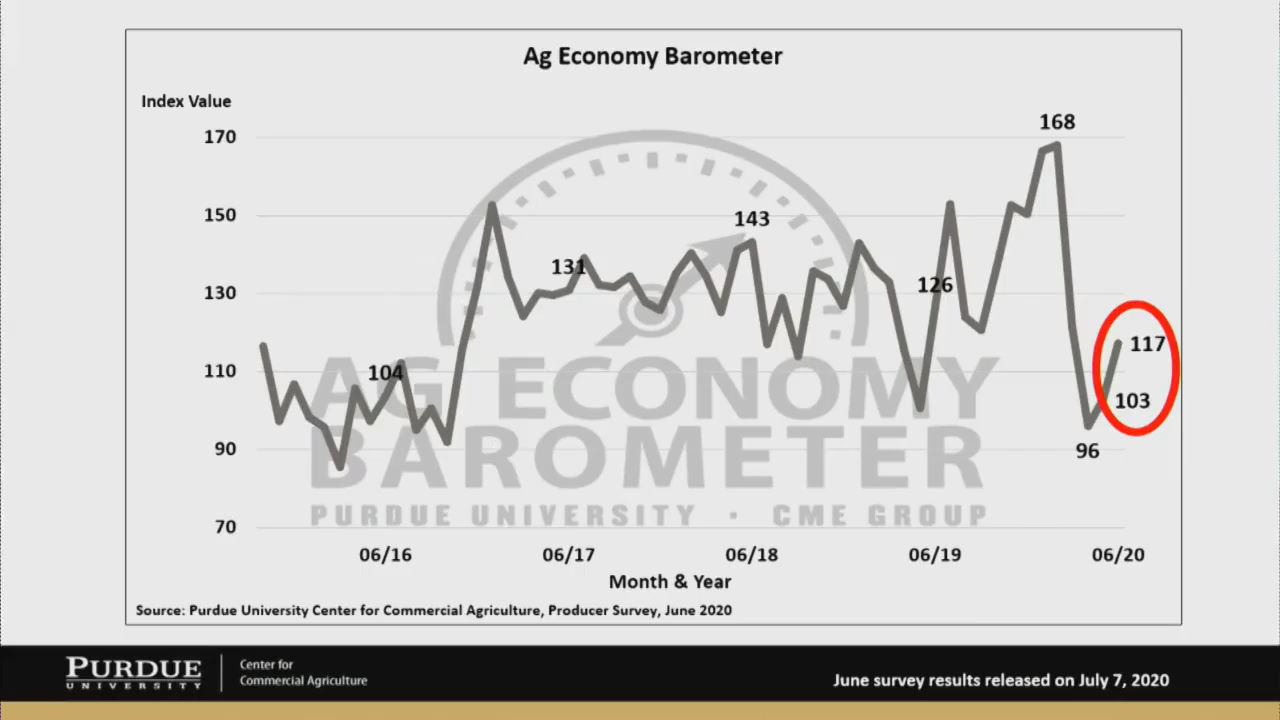 Ag Economy Barometer
Index Value
170
150
130
110
90
70
168
143
131
126
104
117
103
96
AG ECONOMY
BAROMETER
PURDUE UNIVERSITY · CME GROUP
06/16 06/17 06/18 06/19 06/20
Month & Year
Source: Purdue University Center for Commercial Agriculture, Producer Survey, June 2020
PURDUE
UNIVERSITY
Center for
Commercial Agriculture
June survey results released on July 7, 2020